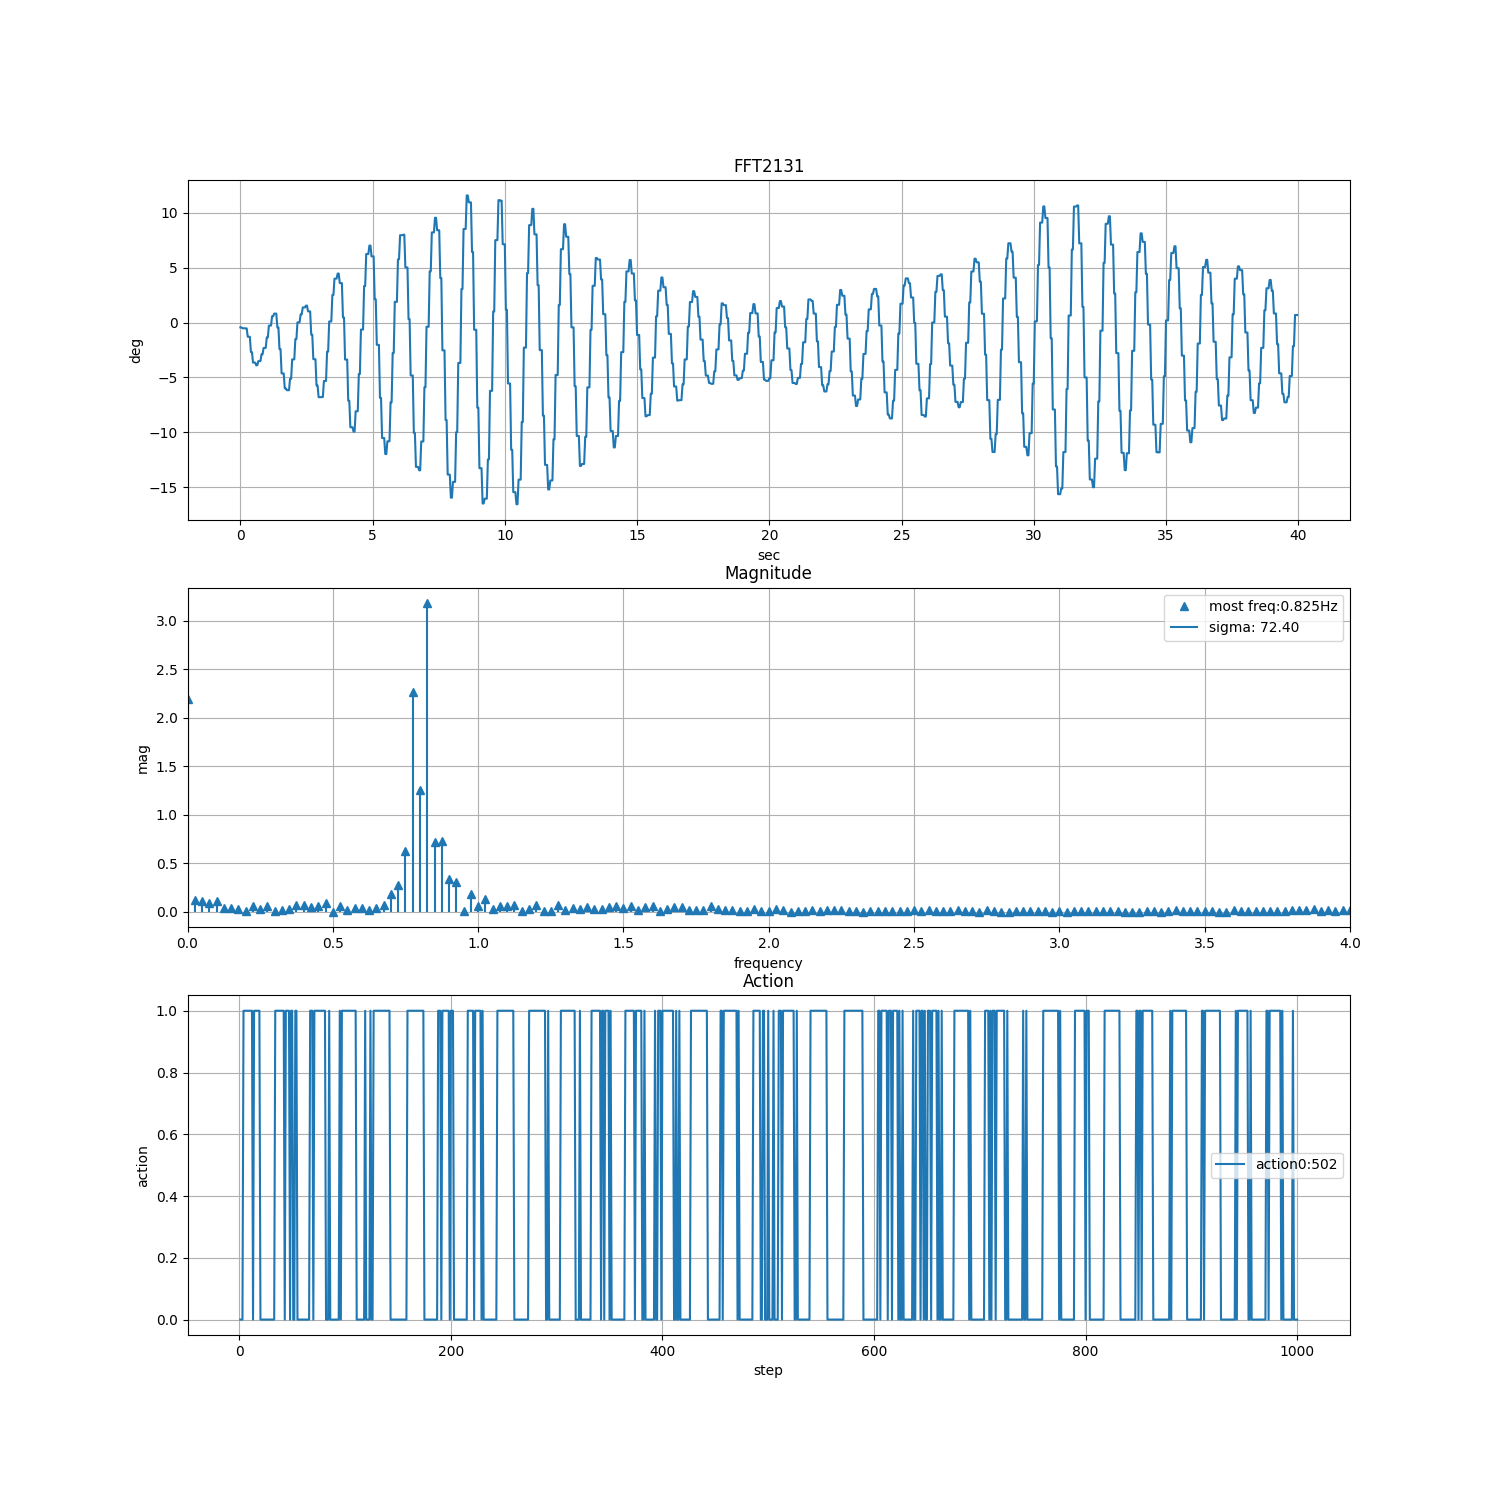 FFT2131
10
5
0
−5
−10
−15
deg
0 5 10 15 20 25 30 35 40
sec
Magnitude
most freq:0.825Hz
sigma: 72.40
3.0
2.5
2.0
1.5
1.0
0.5
0.0
mag
0.0 0.5 1.0 1.5 2.0 2.5 3.0 3.5 4.0
frequency
Action
1.0
0.8
0.6
0.4
0.2
0.0
action
action0:502
0 200 400 600 800 1000
step